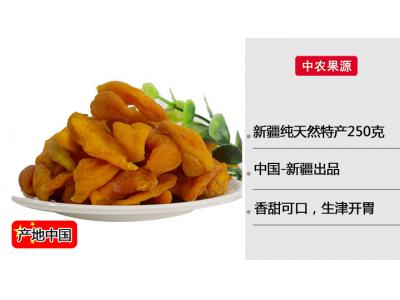 中农果源
新疆纯天然特产250克
中国-新疆出品
香甜可口，生津开胃
产地中国